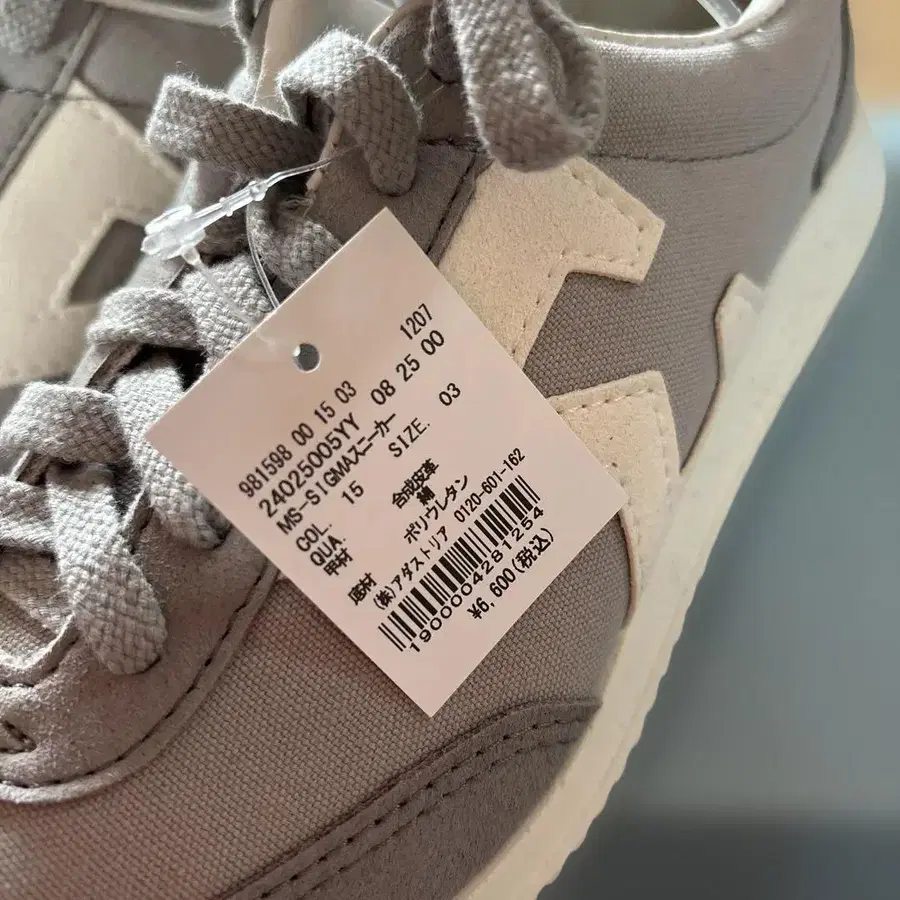 981598 00 15 03 1207
24025005YY 08 25 00
MS-SIGMAスニーカー
COL. 15 SIZE. 03
QUA.
甲材 合成皮革
綿
底材 ポリウレタン
(株)アダストリア 0120-601-162
1900004281254
¥6,600(税込)